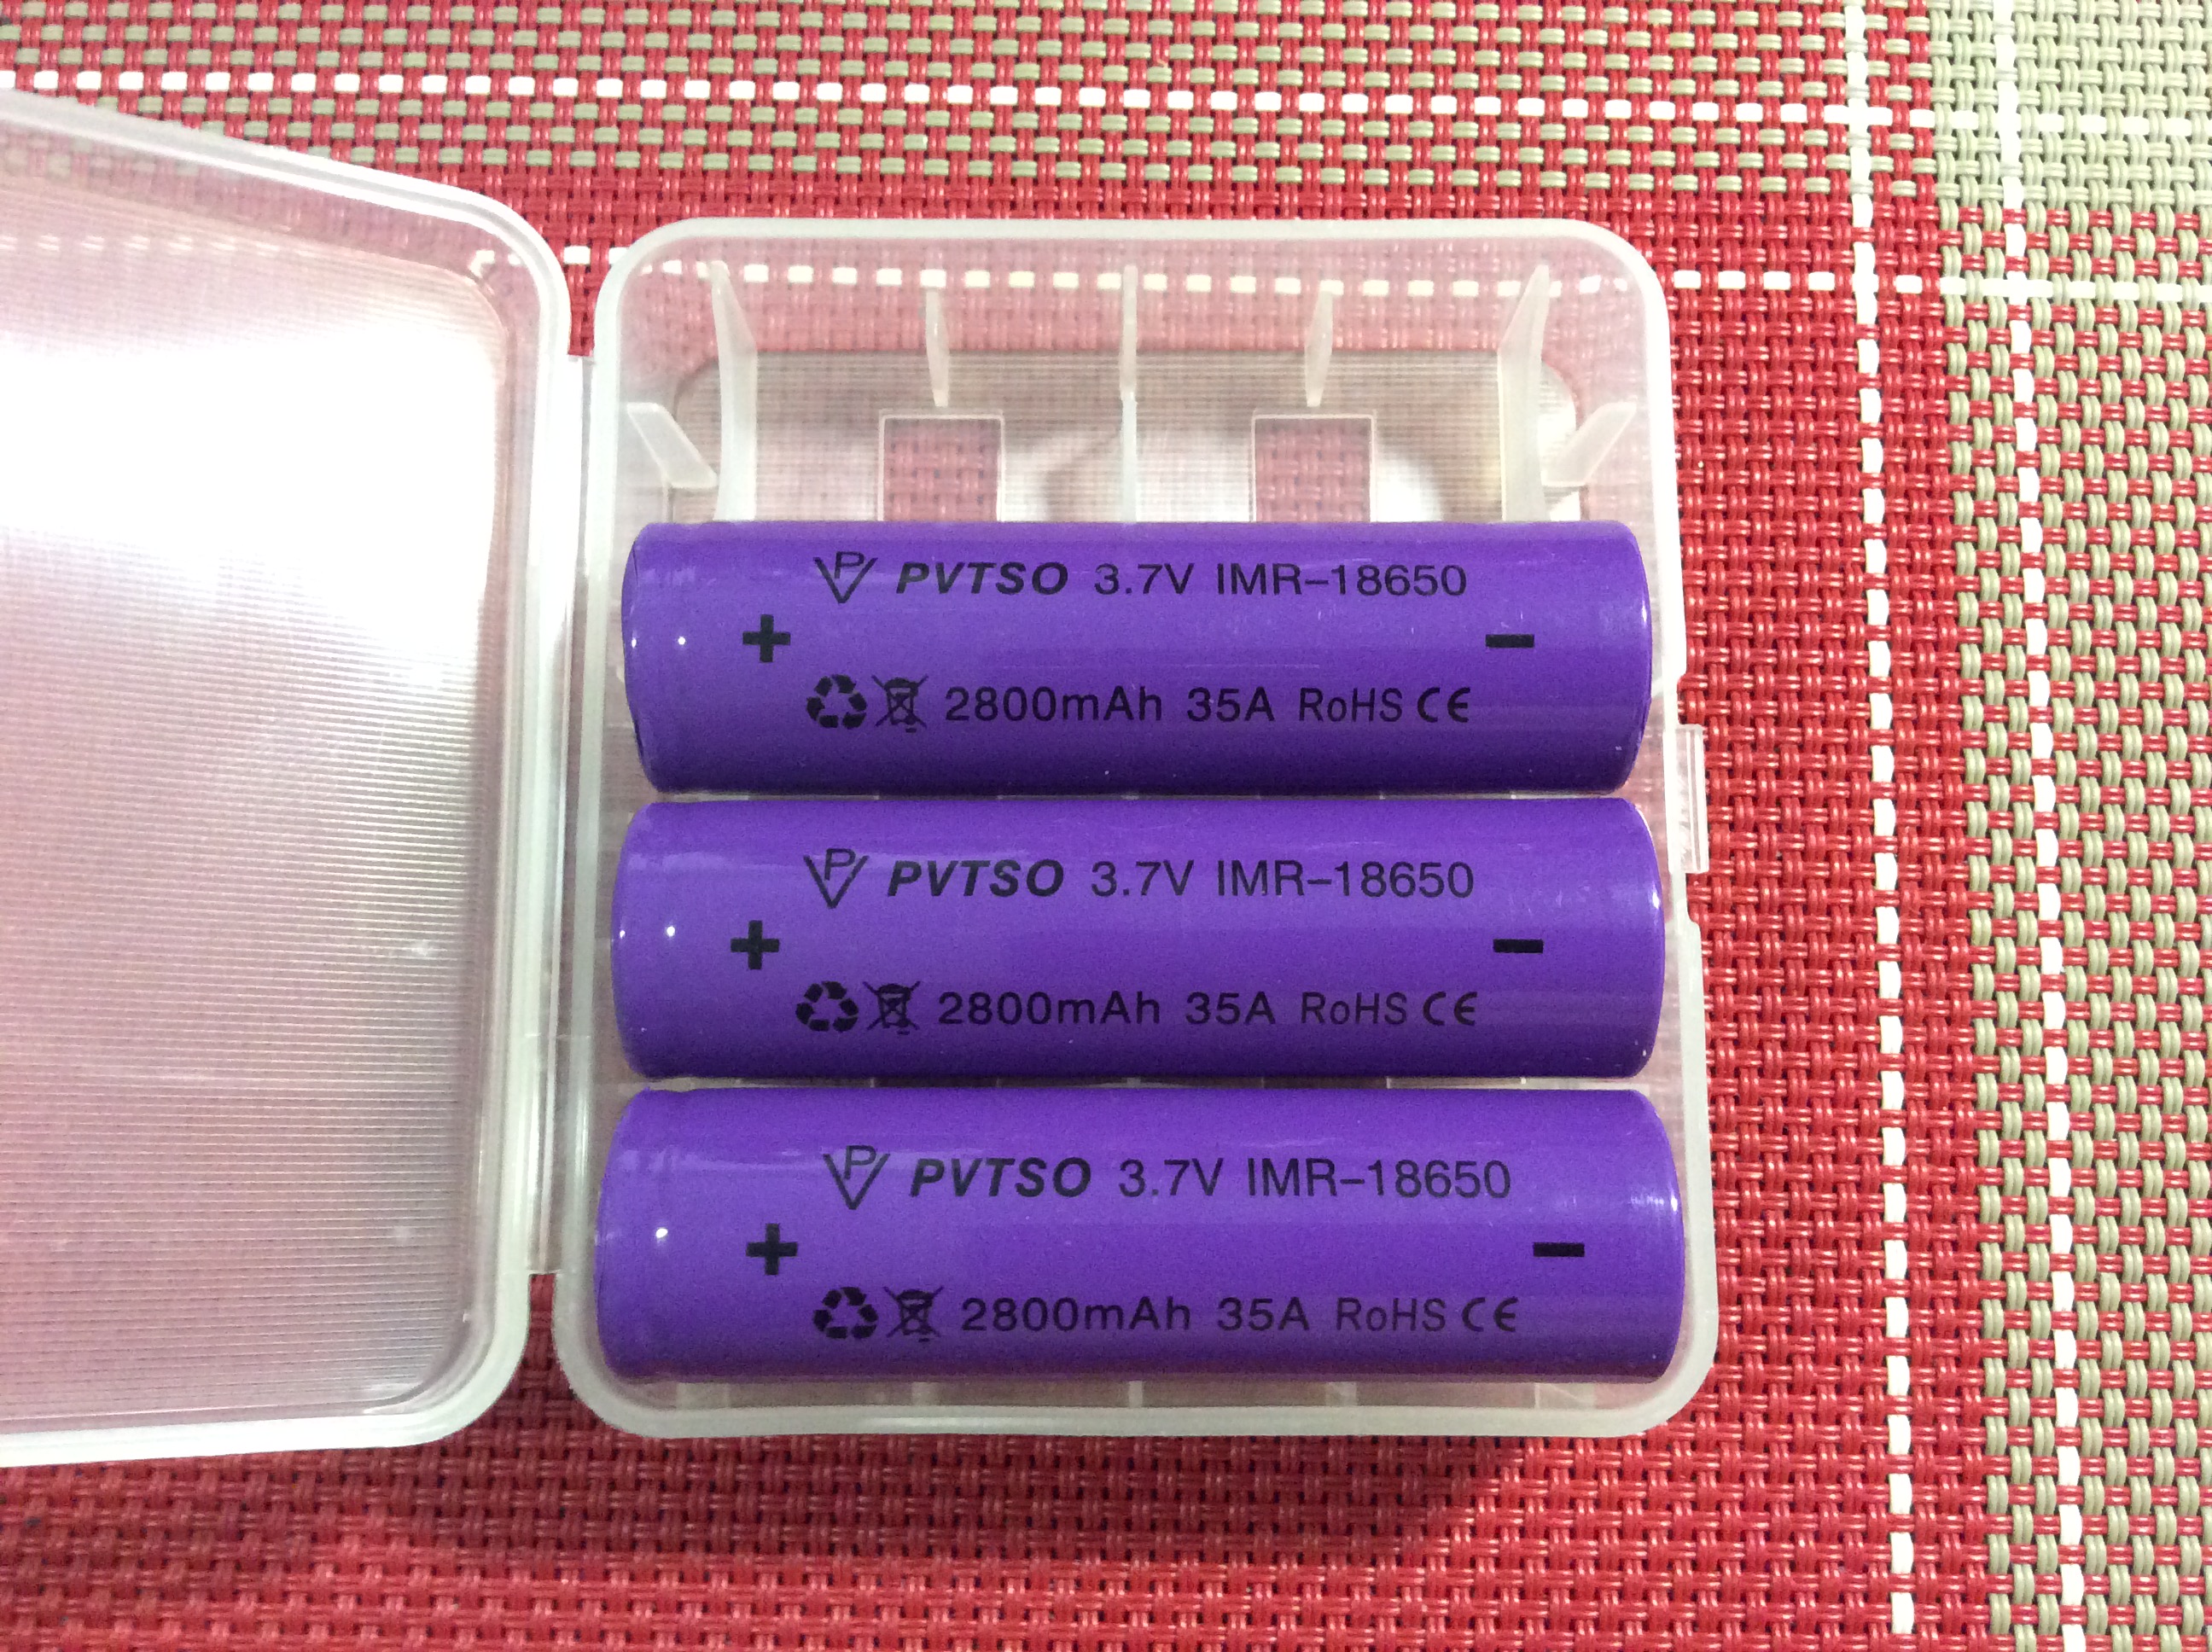 PVTSO 3.7V IMR-18650
+ -
2800mAh 35A RoHS CE
PVTSO 3.7V IMR-18650
+ -
2800mAh 35A RoHS CE
PVTSO 3.7V IMR-18650
+ -
2800mAh 35A RoHS CE